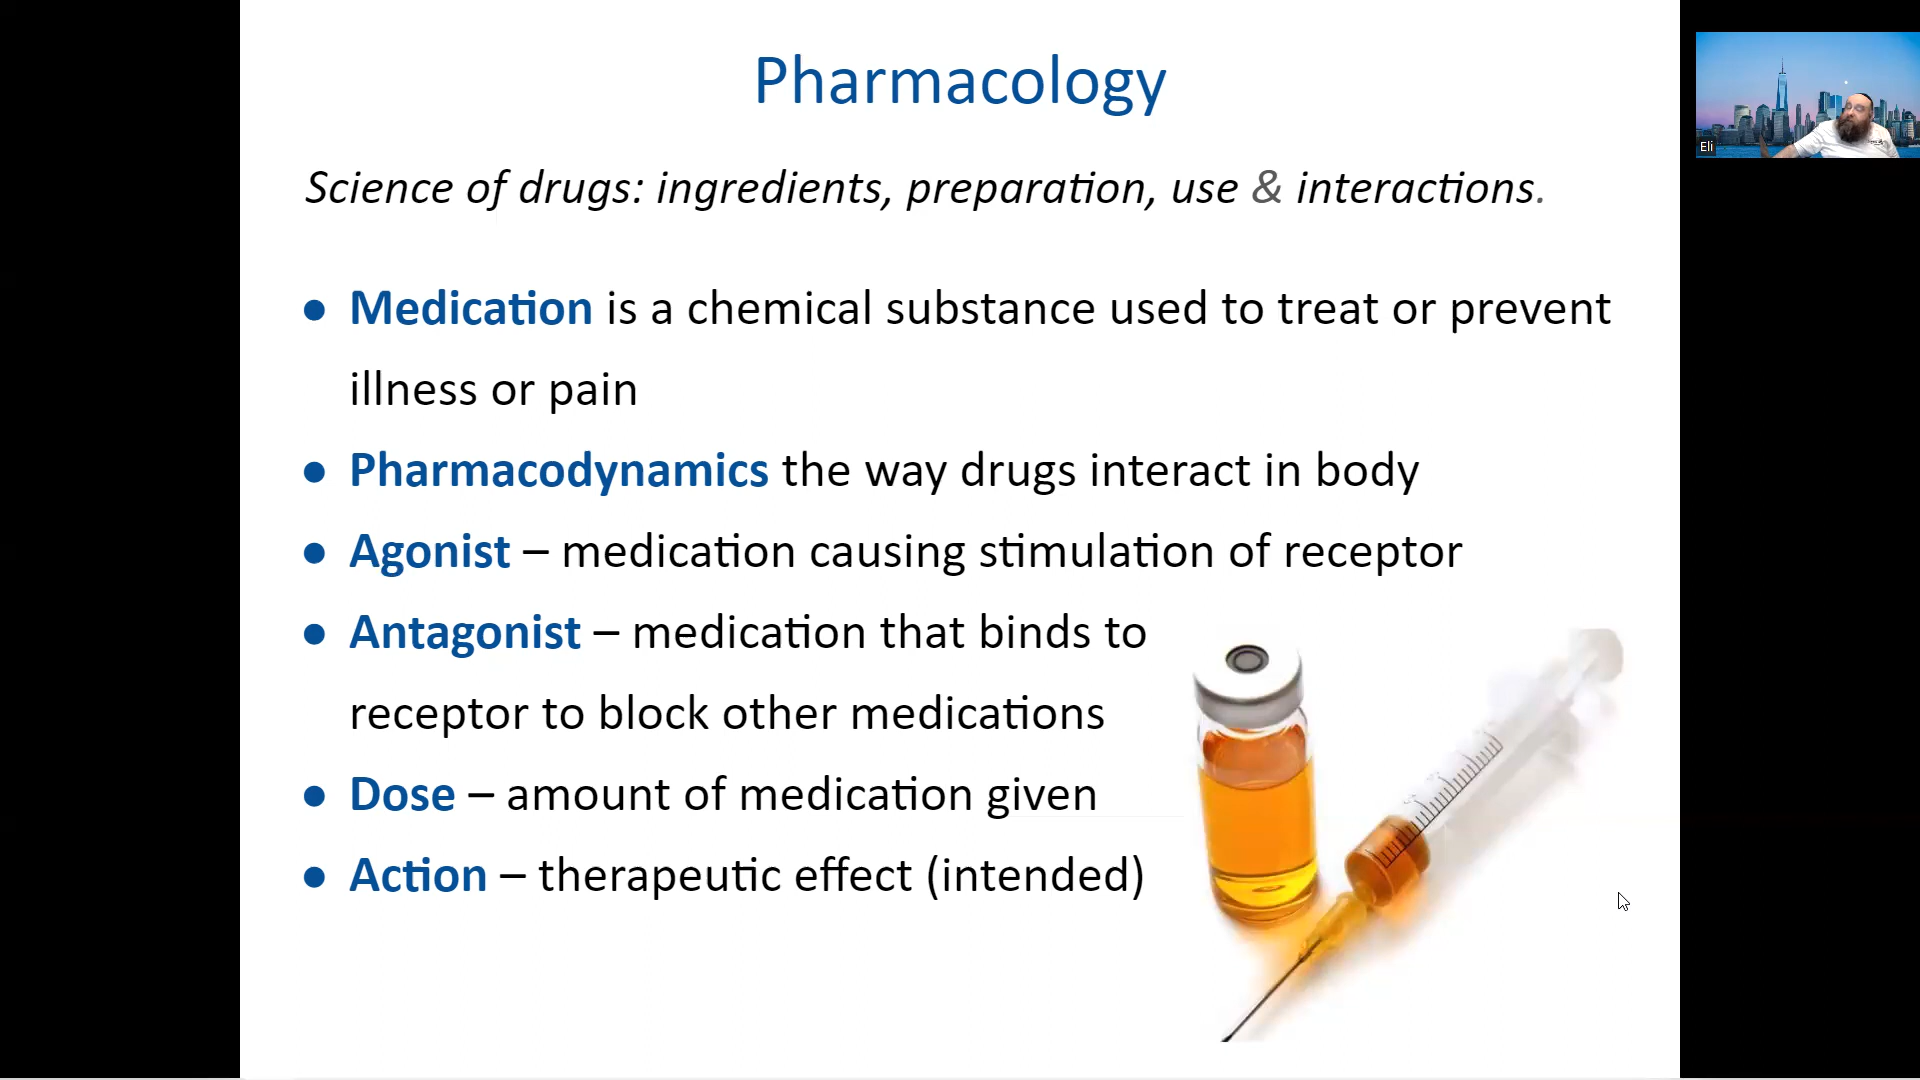 Pharmacology
Science of drugs: ingredients, preparation, use & interactions.
● Medication is a chemical substance used to treat or prevent
illness or pain
● Pharmacodynamics the way drugs interact in body
● Agonist – medication causing stimulation of receptor
● Antagonist – medication that binds to
receptor to block other medications
● Dose – amount of medication given
● Action – therapeutic effect (intended)
Eli